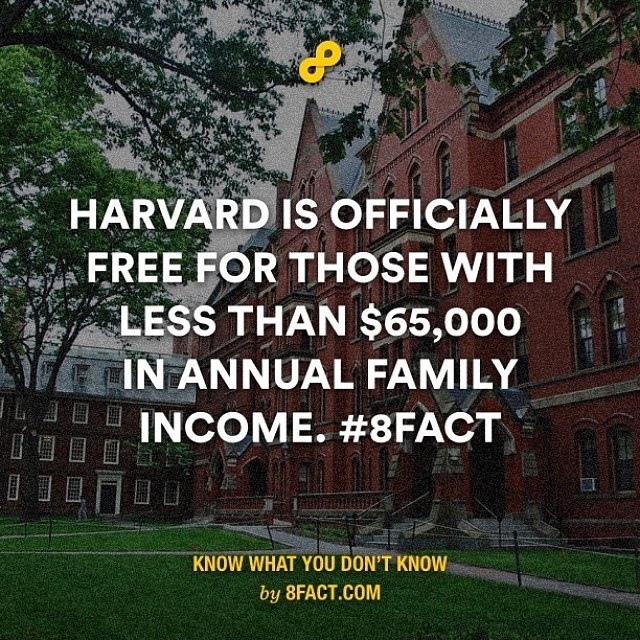 HARVARD IS OFFICIALLY
FREE FOR THOSE WITH
LESS THAN $65,000
IN ANNUAL FAMILY
INCOME. #8FACT
KNOW WHAT YOU DON'T KNOW
by 8FACT.COM